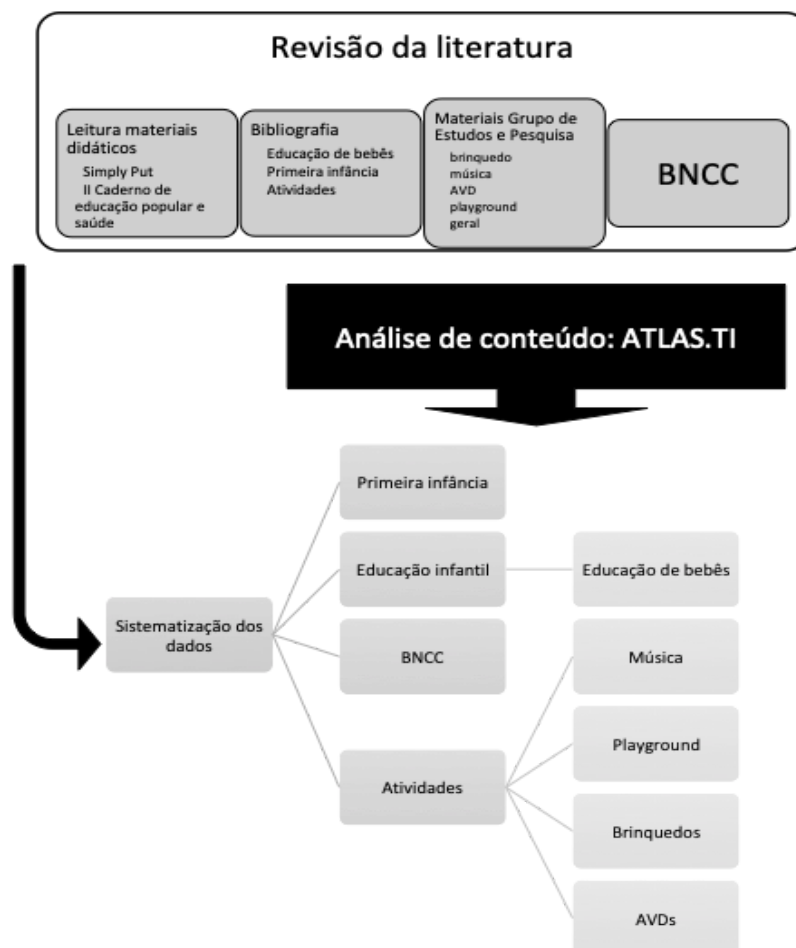 Revisão da literatura
Leitura materiais
didáticos
Simply Put
II Caderno de
educação popular e
saúde
Bibliografia
Educação de bebês
Primeira infância
Atividades
Materiais Grupo de
Estudos e Pesquisa
brinquedo
música
AVD
playground
geral
BNCC
Análise de conteúdo: ATLAS.TI
Sistematização dos
dados
Primeira infância
Educação infantil
Educação de bebês
BNCC
Atividades
Música
Playground
Brinquedos
AVDs